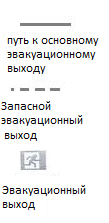 путь к основному
эвакуационному
выходу
Запасной
эвакуационный
выход
Эвакуационный
выход